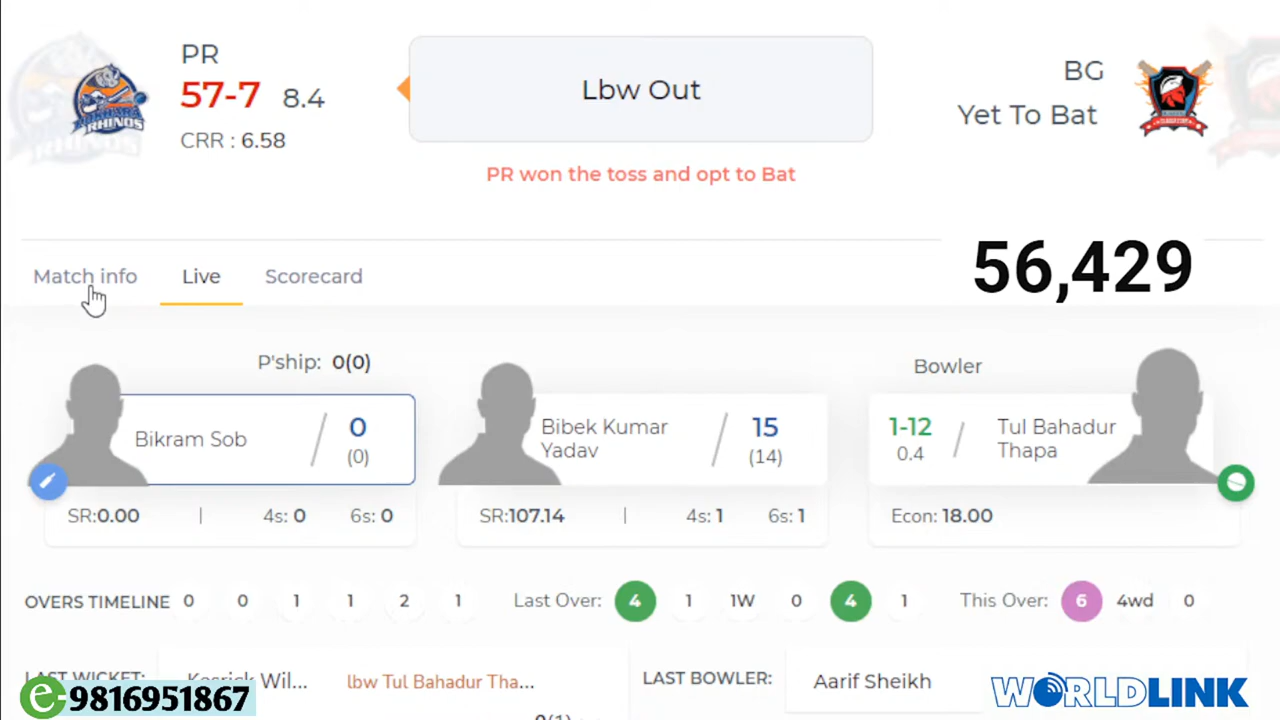 PR
57-7 8.4
CRR : 6.58
Lbw Out
PR won the toss and opt to Bat
BG
Yet To Bat
RHINOS
Match info Live Scorecard
56,429
P'ship: 0(0)
Bikram Sob 0
(0)
SR:0.00 | 4s: 0 6s: 0
Bibek Kumar
Yadav
15
(14)
SR:107.14 | 4s: 1 6s: 1
Bowler
1-12
0.4
Tul Bahadur
Thapa
Econ: 18.00
OVERS TIMELINE 0 0 1 1 2 1 Last Over: 4 1 1W 0 4 1 This Over: 6 4wd 0
LAST WICKET: Kesrick Wil... lbw Tul Bahadur Tha... LAST BOWLER: Aarif Sheikh
e-9816951867
WORLDLINK